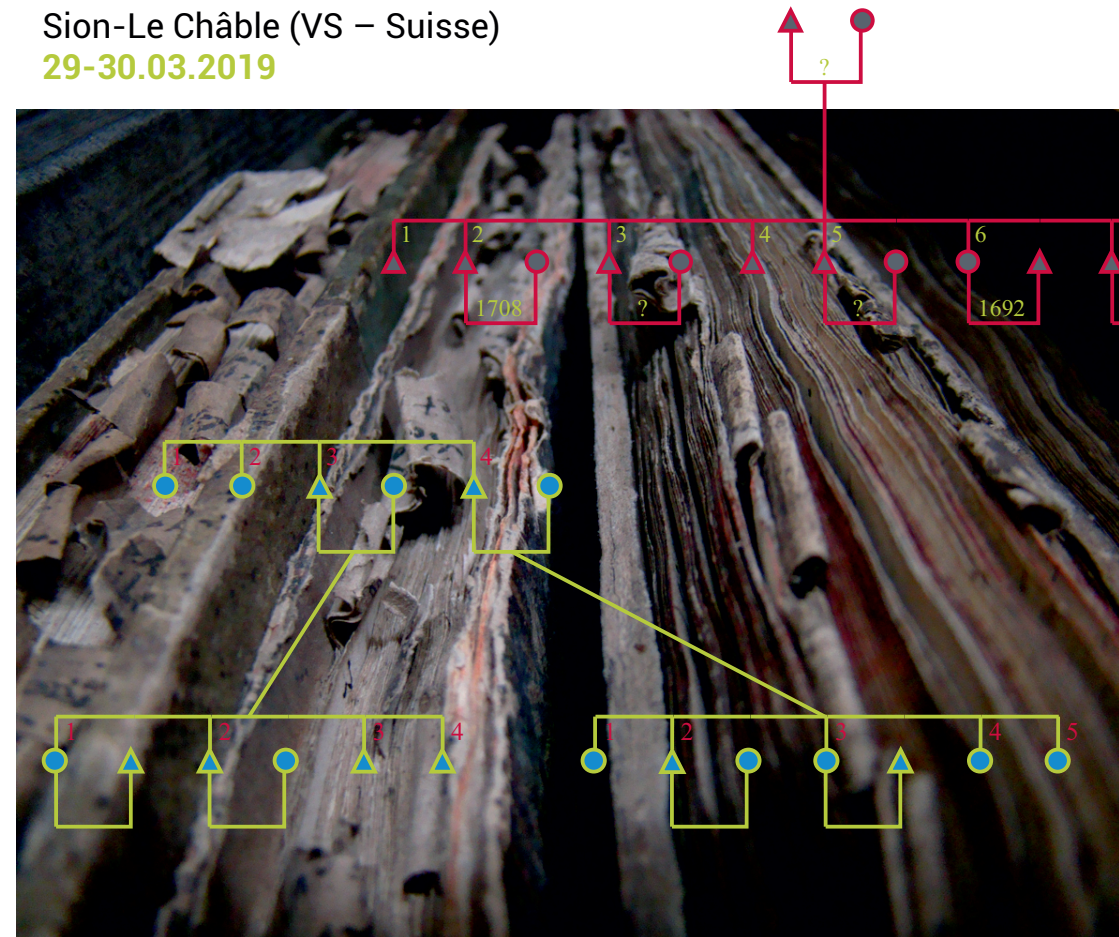 Sion-Le Châble (VS – Suisse)
29-30.03.2019
?
1 2 3 4 5 6
1708 ? ? 1692
1 2 3 4
1 2 3 4 1 2 3 4 5